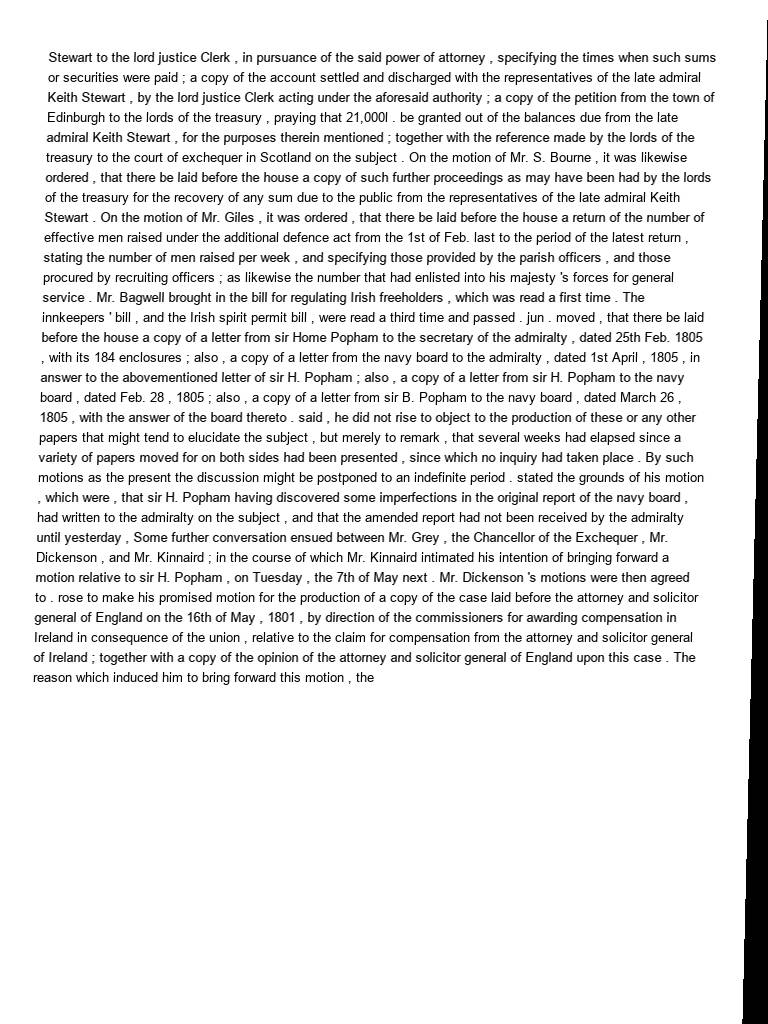 Stewart to the lord justice Clerk , in pursuance of the said power of attorney , specifying the times when such sums
or securities were paid ; a copy of the account settled and discharged with the representatives of the late admiral
Keith Stewart , by the lord justice Clerk acting under the aforesaid authority ; a copy of the petition from the town of
Edinburgh to the lords of the treasury , praying that 21,000l . be granted out of the balances due from the late
admiral Keith Stewart , for the purposes therein mentioned ; together with the reference made by the lords of the
treasury to the court of exchequer in Scotland on the subject . On the motion of Mr. S. Bourne , it was likewise
ordered , that there be laid before the house a copy of such further proceedings as may have been had by the lords
of the treasury for the recovery of any sum due to the public from the representatives of the late admiral Keith
Stewart . On the motion of Mr. Giles , it was ordered , that there be laid before the house a return of the number of
effective men raised under the additional defence act from the 1st of Feb. last to the period of the latest return ,
stating the number of men raised per week , and specifying those provided by the parish officers , and those
procured by recruiting officers ; as likewise the number that had enlisted into his majesty 's forces for general
service . Mr. Bagwell brought in the bill for regulating Irish freeholders , which was read a first time . The
innkeepers ' bill , and the Irish spirit permit bill , were read a third time and passed . jun . moved , that there be laid
before the house a copy of a letter from sir Home Popham to the secretary of the admiralty , dated 25th Feb. 1805
, with its 184 enclosures ; also , a copy of a letter from the navy board to the admiralty , dated 1st April , 1805 , in
answer to the abovementioned letter of sir H. Popham ; also , a copy of a letter from sir H. Popham to the navy
board , dated Feb. 28 , 1805 ; also , a copy of a letter from sir B. Popham to the navy board , dated March 26 ,
1805 , with the answer of the board thereto . said , he did not rise to object to the production of these or any other
papers that might tend to elucidate the subject , but merely to remark , that several weeks had elapsed since a
variety of papers moved for on both sides had been presented , since which no inquiry had taken place . By such
motions as the present the discussion might be postponed to an indefinite period . stated the grounds of his motion
, which were , that sir H. Popham having discovered some imperfections in the original report of the navy board ,
had written to the admiralty on the subject , and that the amended report had not been received by the admiralty
until yesterday , Some further conversation ensued between Mr. Grey , the Chancellor of the Exchequer , Mr.
Dickenson , and Mr. Kinnaird ; in the course of which Mr. Kinnaird intimated his intention of bringing forward a
motion relative to sir H. Popham , on Tuesday , the 7th of May next . Mr. Dickenson 's motions were then agreed
to . rose to make his promised motion for the production of a copy of the case laid before the attorney and solicitor
general of England on the 16th of May , 1801 , by direction of the commissioners for awarding compensation in
Ireland in consequence of the union , relative to the claim for compensation from the attorney and solicitor general
of Ireland ; together with a copy of the opinion of the attorney and solicitor general of England upon this case . The
reason which induced him to bring forward this motion , the